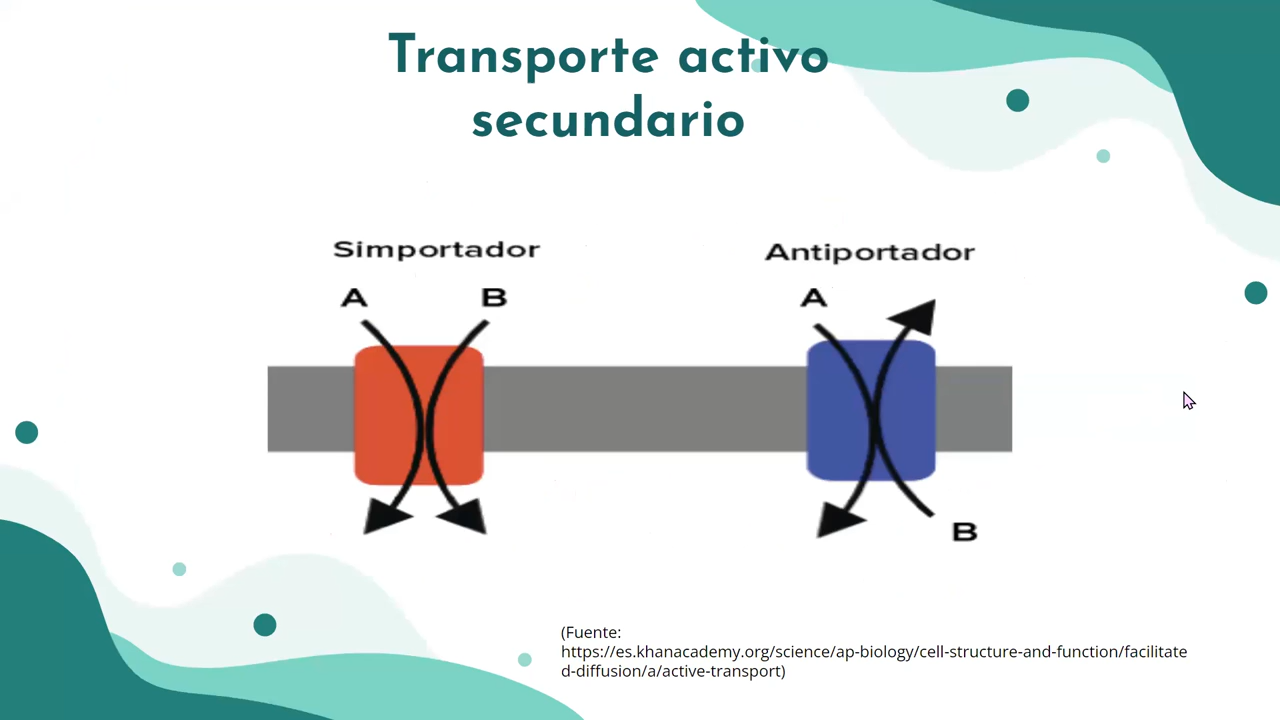 Transporte activo
secundario
Simportador
Antiportador
A
B
A
B
(Fuente:
https://es.khanacademy.org/science/ap-biology/cell-structure-and-function/facilitate
d-diffusion/a/active-transport)